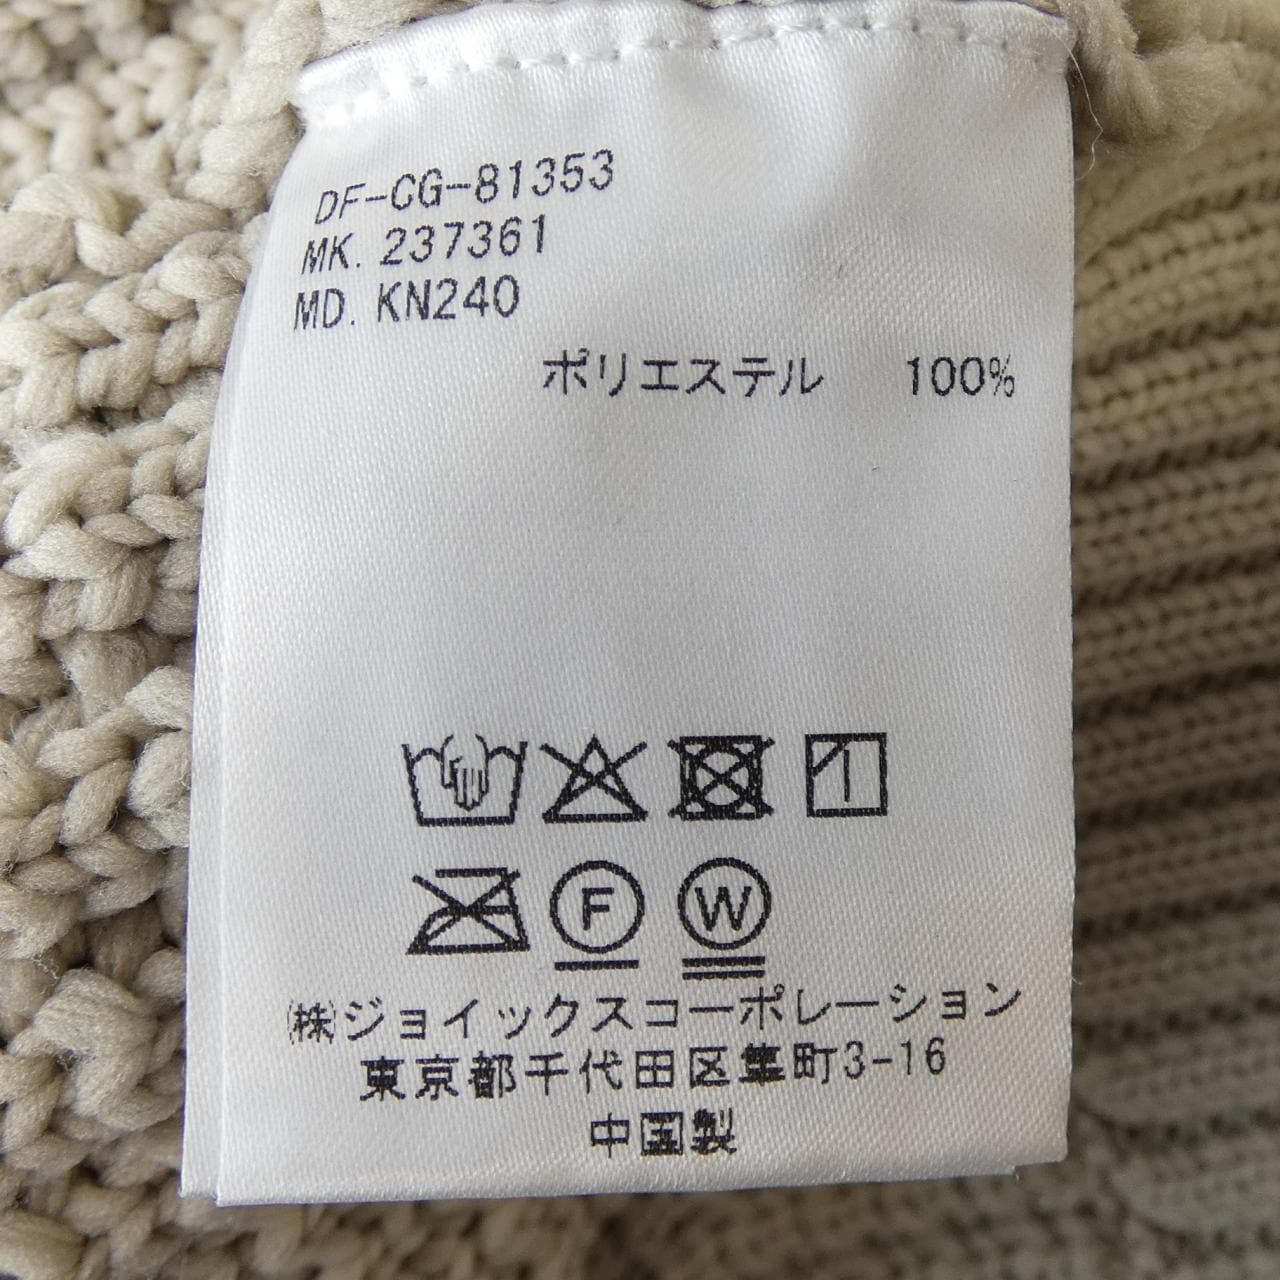 DF-CG-81353
MK. 237361
MD. KN240
ポリエステル 100%
F W
㈱ジョイックスコーポレーション
東京都千代田区隼町3-16
中国製